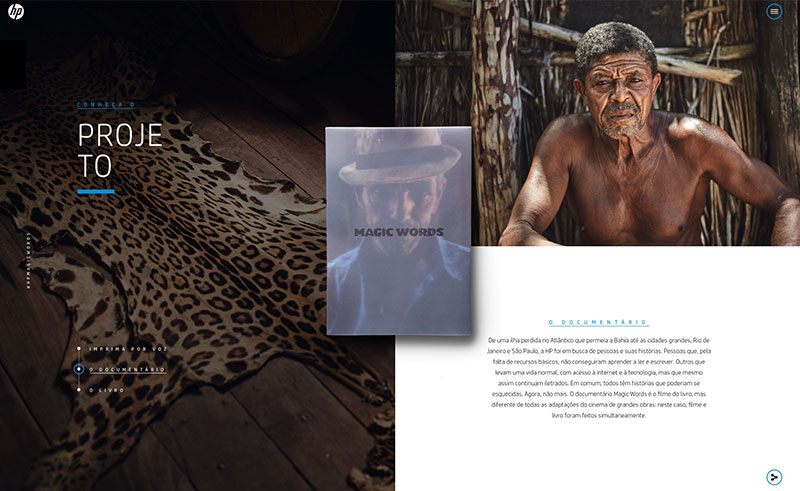 hp
CONHEÇA O
PROJE
TO
#HPMAGICWORDS
MAGIC WORDS
IMPRIMA POR VOZ
O DOCUMENTÁRIO
O LIVRO
O DOCUMENTÁRIO
De uma ilha perdida no Atlântico que permeia a Bahia até as cidades grandes, Rio de
Janeiro e São Paulo, a HP foi em busca de pessoas e suas histórias. Pessoas que, pela
falta de recursos básicos, não conseguiram aprender a ler e escrever. Outros que
levam uma vida normal, com acesso à internet e à tecnologia, mas que mesmo
assim continuam iletrados. Em comum, todos têm histórias que poderiam se
esquecidas. Agora, não mais. O documentário Magic Words é o filme do livro, mas
diferente de todas as adaptações do cinema de grandes obras: neste caso, filme e
livro foram feitos simultaneamente.